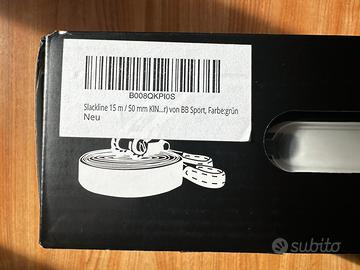 B008QKPI0S
Slackline 15 m / 50 mm KIN...r) von BB Sport, Farbe:grün
Neu
subito